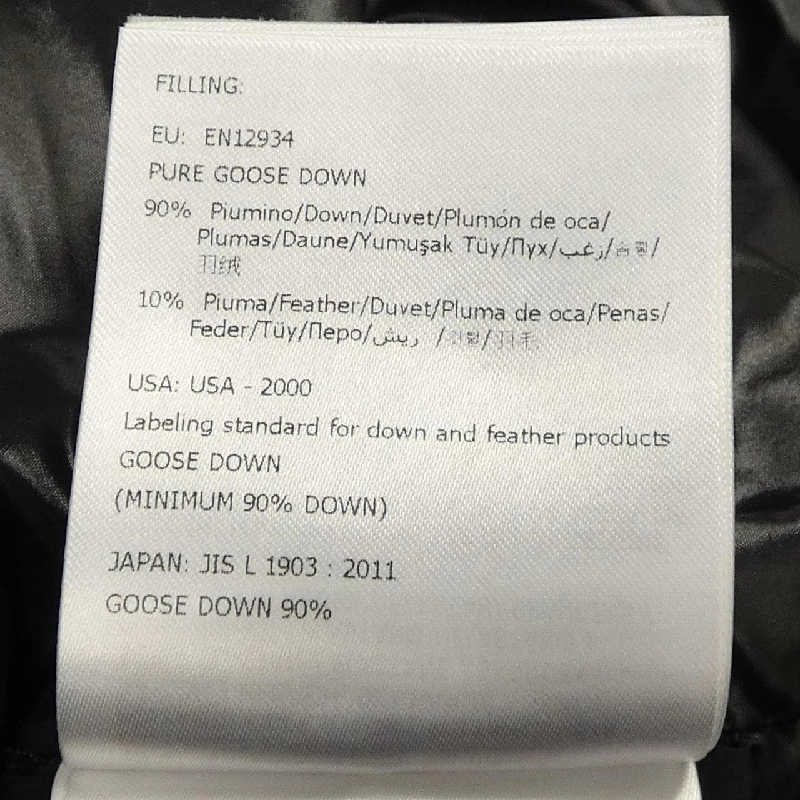 FILLING:
EU: EN12934
PURE GOOSE DOWN
90% Piumino/Down/Duvet/Plumón de oca/
Plumas/Daune/Yumuşak Tüy/Пух/زغب/
羽绒
10% Piuma/Feather/Duvet/Pluma de oca/Penas/
Feder/Tüy/Перо/ريش / /羽毛
USA: USA - 2000
Labeling standard for down and feather products
GOOSE DOWN
(MINIMUM 90% DOWN)
JAPAN: JIS L 1903 : 2011
GOOSE DOWN 90%